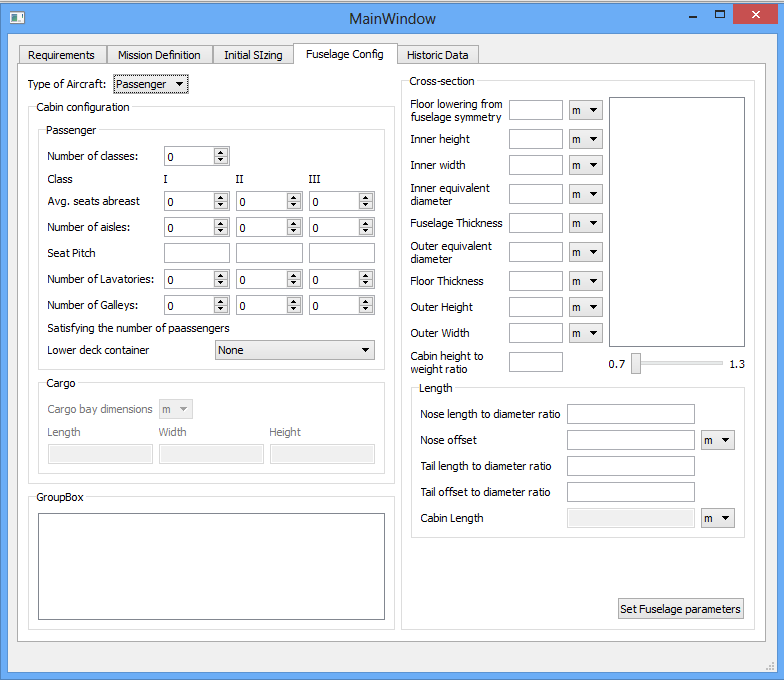 MainWindow
Requirements Mission Definition Initial SIzing Fuselage Config Historic Data
Type of Aircraft: Passenger
Cabin configuration
Passenger
Number of classes: 0
Class I II III
Avg. seats abreast 0 0 0
Number of aisles: 0 0 0
Seat Pitch
Number of Lavatories: 0 0 0
Number of Galleys: 0 0 0
Satisfying the number of paassengers
Lower deck container None
Cargo
Cargo bay dimensions m
Length Width Height
GroupBox
Cross-section
Floor lowering from
fuselage symmetry m
Inner height m
Inner width m
Inner equivalent
diameter m
Fuselage Thickness m
Outer equivalent
diameter m
Floor Thickness m
Outer Height m
Outer Width m
Cabin height to
weight ratio 0.7 1.3
Length
Nose length to diameter ratio
Nose offset m
Tail length to diameter ratio
Tail offset to diameter ratio
Cabin Length m
Set Fuselage parameters